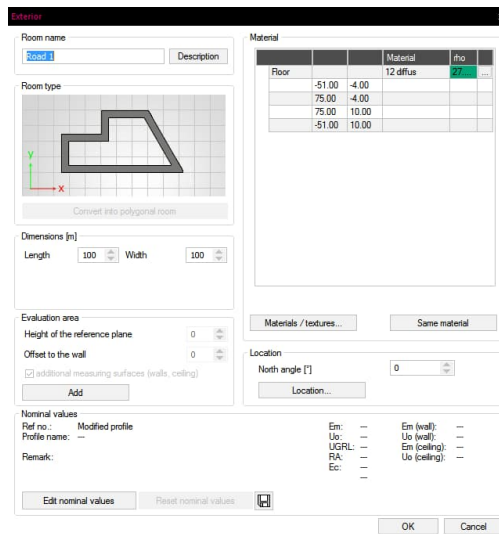 Exterior
Room name
Road 1
Description
Room type
y
x
Convert into polygonal room
Dimensions [m]
Length 100 Width 100
Evaluation area
Height of the reference plane 0
Offset to the wall 0
additional measuring surfaces (walls, ceiling)
Add
Material
Material rho
Floor 12 diffus 27.... ...
-51.00 -4.00
75.00 -4.00
75.00 10.00
-51.00 10.00
Materials / textures...
Same material
Location
North angle [°] 0
Location...
Nominal values
Ref no.: Modified profile
Profile name: ---
Remark:
Em: ---
Uo: ---
UGRL: ---
RA: ---
Ec: ---
---
Em (wall): ---
Uo (wall): ---
Em (ceiling): ---
Uo (ceiling): ---
Edit nominal values
Reset nominal values
OK
Cancel